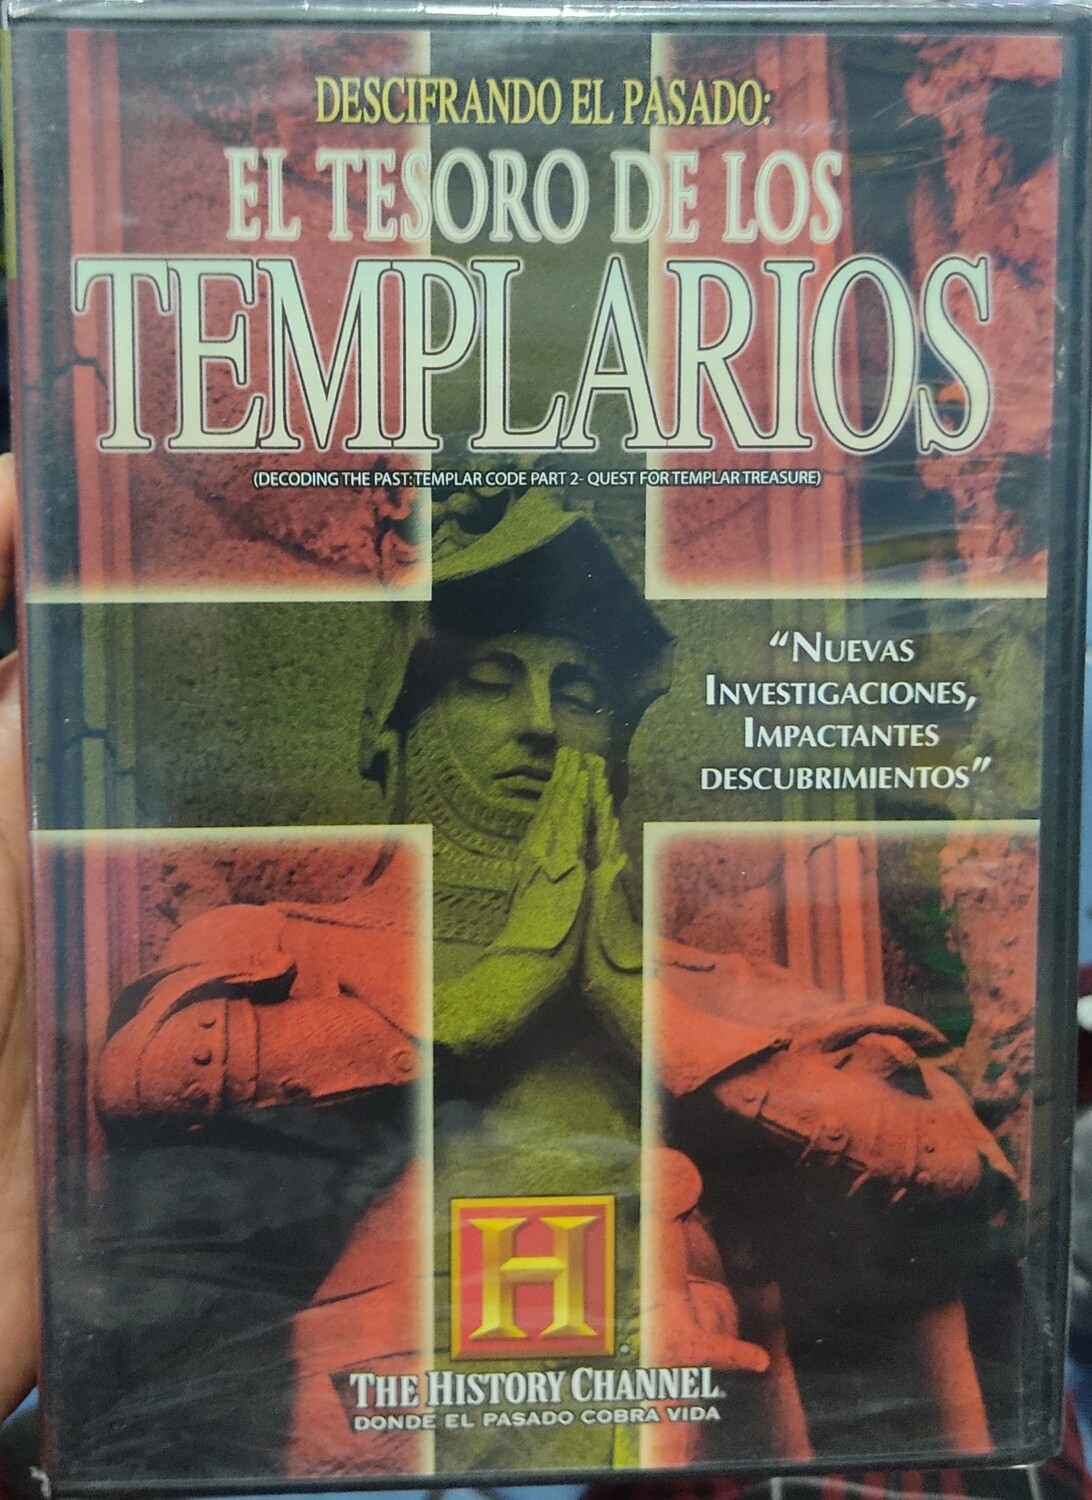 DESCIFRANDO EL PASADO:
EL TESORO DE LOS
TEMPLARIOS
(DECODING THE PAST: TEMPLAR CODE PART 2- QUEST FOR TEMPLAR TREASURE)
“NUEVAS
INVESTIGACIONES,
IMPACTANTES
DESCUBRIMIENTOS”
H
THE HISTORY CHANNEL
DONDE EL PASADO COBRA VIDA